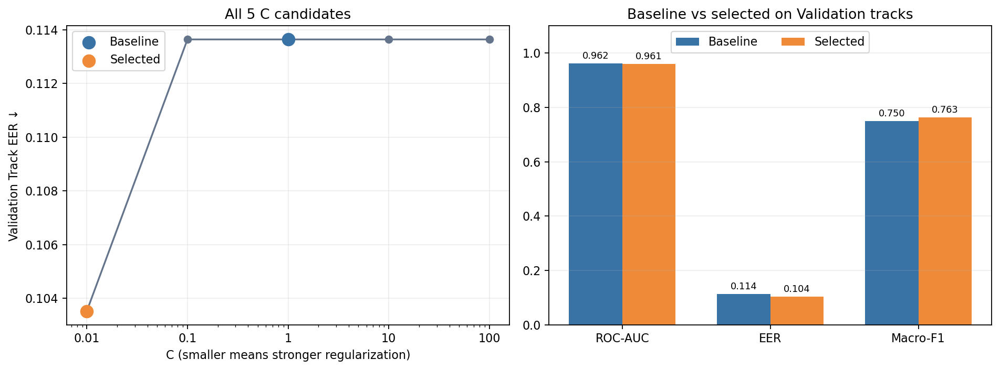 All 5 C candidates
Baseline
Selected
Validation Track EER ↓
0.114
0.112
0.110
0.108
0.106
0.104
0.01 0.1 1 10 100
C (smaller means stronger regularization)
Baseline vs selected on Validation tracks
Baseline Selected
1.0
0.8
0.6
0.4
0.2
0.0
0.962 0.961
0.114 0.104
0.750 0.763
ROC-AUC EER Macro-F1